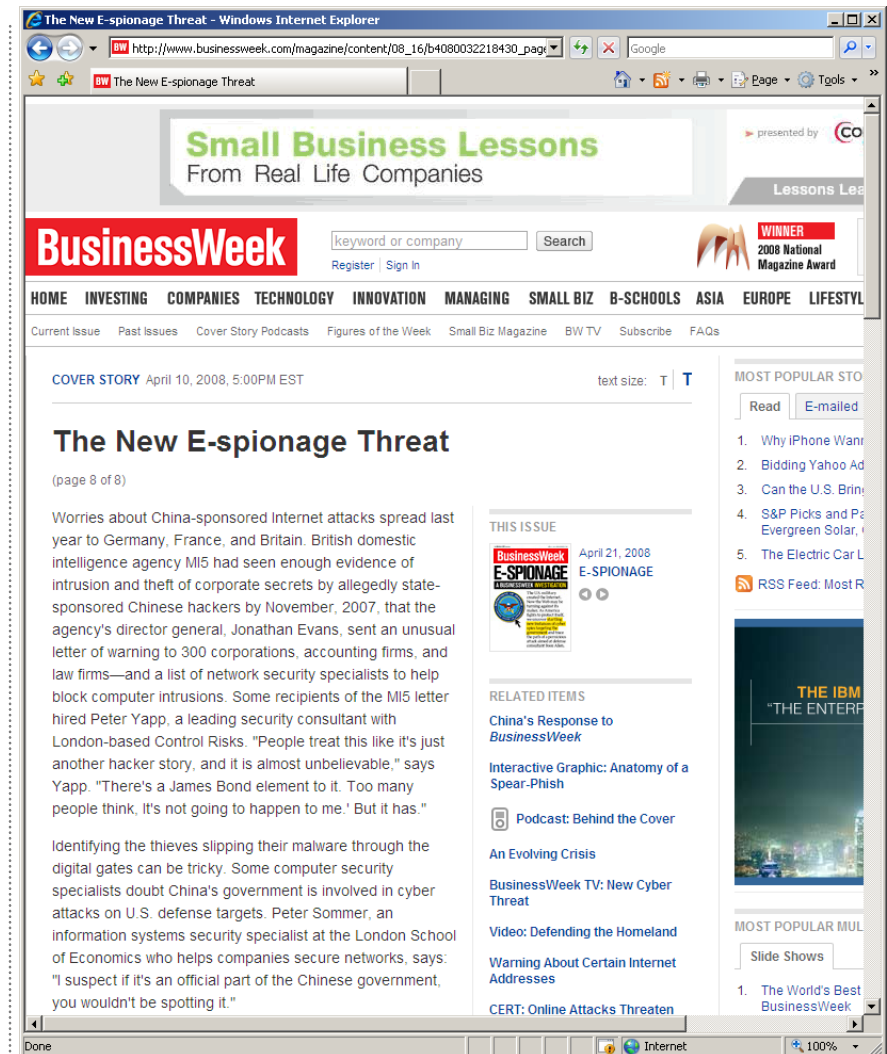 The New E-spionage Threat - Windows Internet Explorer
BW http://www.businessweek.com/magazine/content/08_16/b4080032218430_page
Google
BW The New E-spionage Threat
Page Tools
Small Business Lessons
From Real Life Companies
presented by
Lessons
BusinessWeek
keyword or company Search
Register Sign In
WINNER
2008 National
Magazine Award
HOME INVESTING COMPANIES TECHNOLOGY INNOVATION MANAGING SMALL BIZ B-SCHOOLS ASIA EUROPE LIFESTYL
Current Issue Past Issues Cover Story Podcasts Figures of the Week Small Biz Magazine BW TV Subscribe FAQs
COVER STORY April 10, 2008, 5:00PM EST
text size: T T
The New E-spionage Threat
(page 8 of 8)
Worries about China-sponsored Internet attacks spread last
year to Germany, France, and Britain. British domestic
intelligence agency MI5 had seen enough evidence of
intrusion and theft of corporate secrets by allegedly state-
sponsored Chinese hackers by November, 2007, that the
agency's director general, Jonathan Evans, sent an unusual
letter of warning to 300 corporations, accounting firms, and
law firms—and a list of network security specialists to help
block computer intrusions. Some recipients of the MI5 letter
hired Peter Yapp, a leading security consultant with
London-based Control Risks. "People treat this like it's just
another hacker story, and it is almost unbelievable," says
Yapp. "There's a James Bond element to it. Too many
people think, It's not going to happen to me.' But it has."
Identifying the thieves slipping their malware through the
digital gates can be tricky. Some computer security
specialists doubt China's government is involved in cyber
attacks on U.S. defense targets. Peter Sommer, an
information systems security specialist at the London School
of Economics who helps companies secure networks, says:
"I suspect if it's an official part of the Chinese government,
you wouldn't be spotting it."
THIS ISSUE
BusinessWeek
E-SPIONAGE
A BUSINESSWEEK INVESTIGATION
April 21, 2008
E-SPIONAGE
RELATED ITEMS
China's Response to
BusinessWeek
Interactive Graphic: Anatomy of a
Spear-Phish
Podcast: Behind the Cover
An Evolving Crisis
BusinessWeek TV: New Cyber
Threat
Video: Defending the Homeland
Warning About Certain Internet
Addresses
CERT: Online Attacks Threaten
MOST POPULAR STO
Read E-mailed
1. Why iPhone Wann
2. Bidding Yahoo Ad
3. Can the U.S. Bring
4. S&P Picks and Pa
Evergreen Solar,
5. The Electric Car L
RSS Feed: Most R
THE IBM
"THE ENTERP
MOST POPULAR MUL
Slide Shows
1. The World's Best
BusinessWeek
Done
Internet
100%